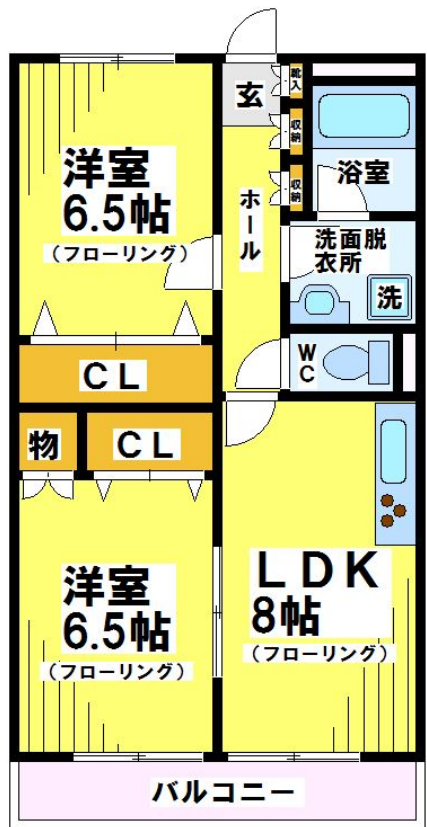 玄
靴入
収納
収納
洋室
6.5帖
（フローリング）
ホール
浴室
洗面脱
衣所
洗
WC
CL
物
CL
LDK
8帖
（フローリング）
洋室
6.5帖
（フローリング）
バルコニー